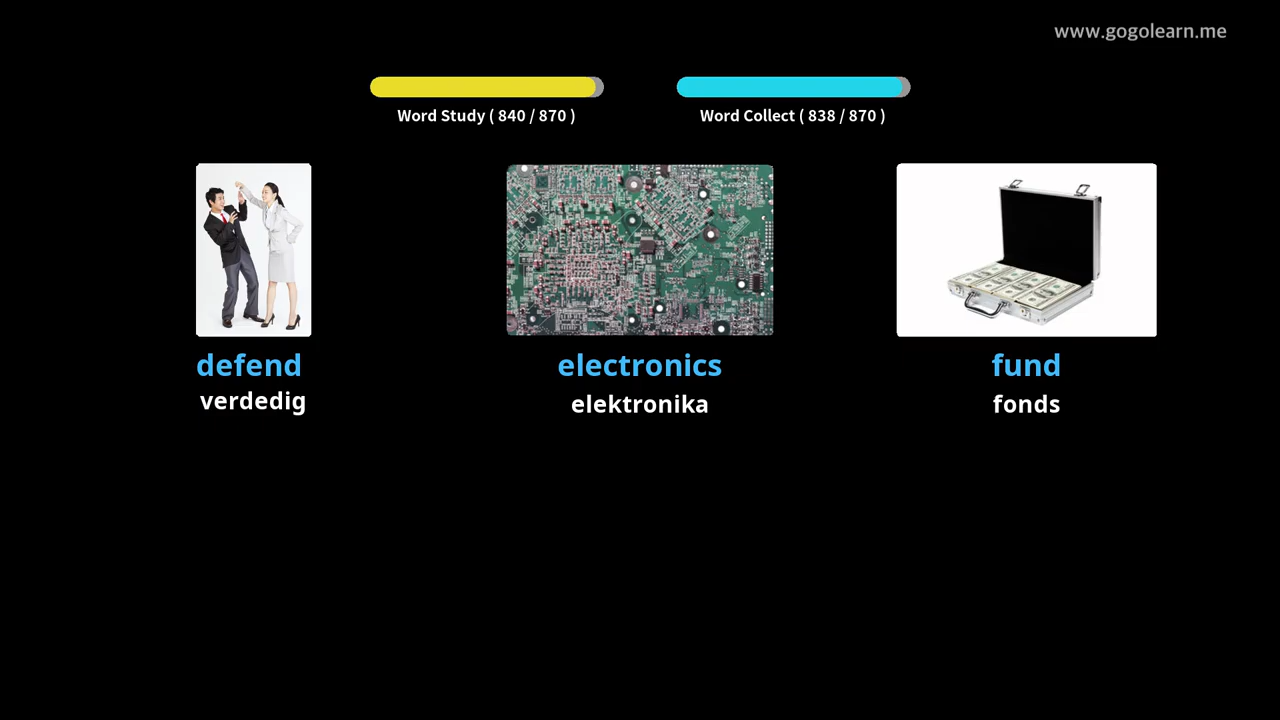 www.gogolearn.me
Word Study ( 840 / 870 )
Word Collect ( 838 / 870 )
defend
verdedig
electronics
elektronika
fund
fonds